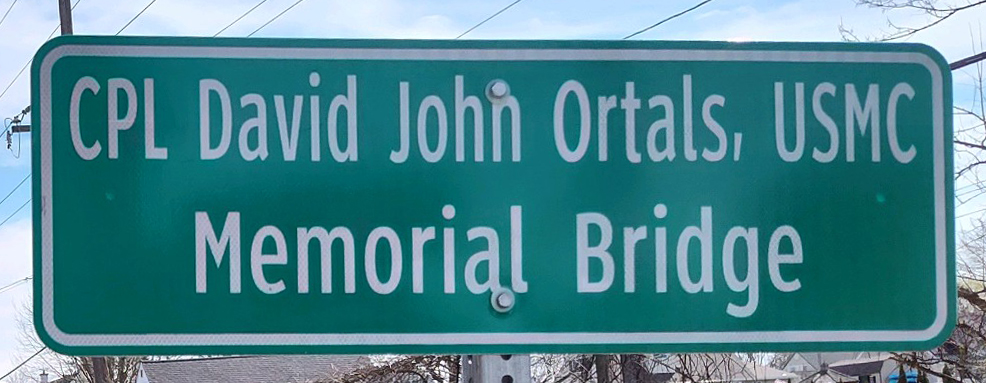 CPL David John Ortals, USMC
Memorial Bridge